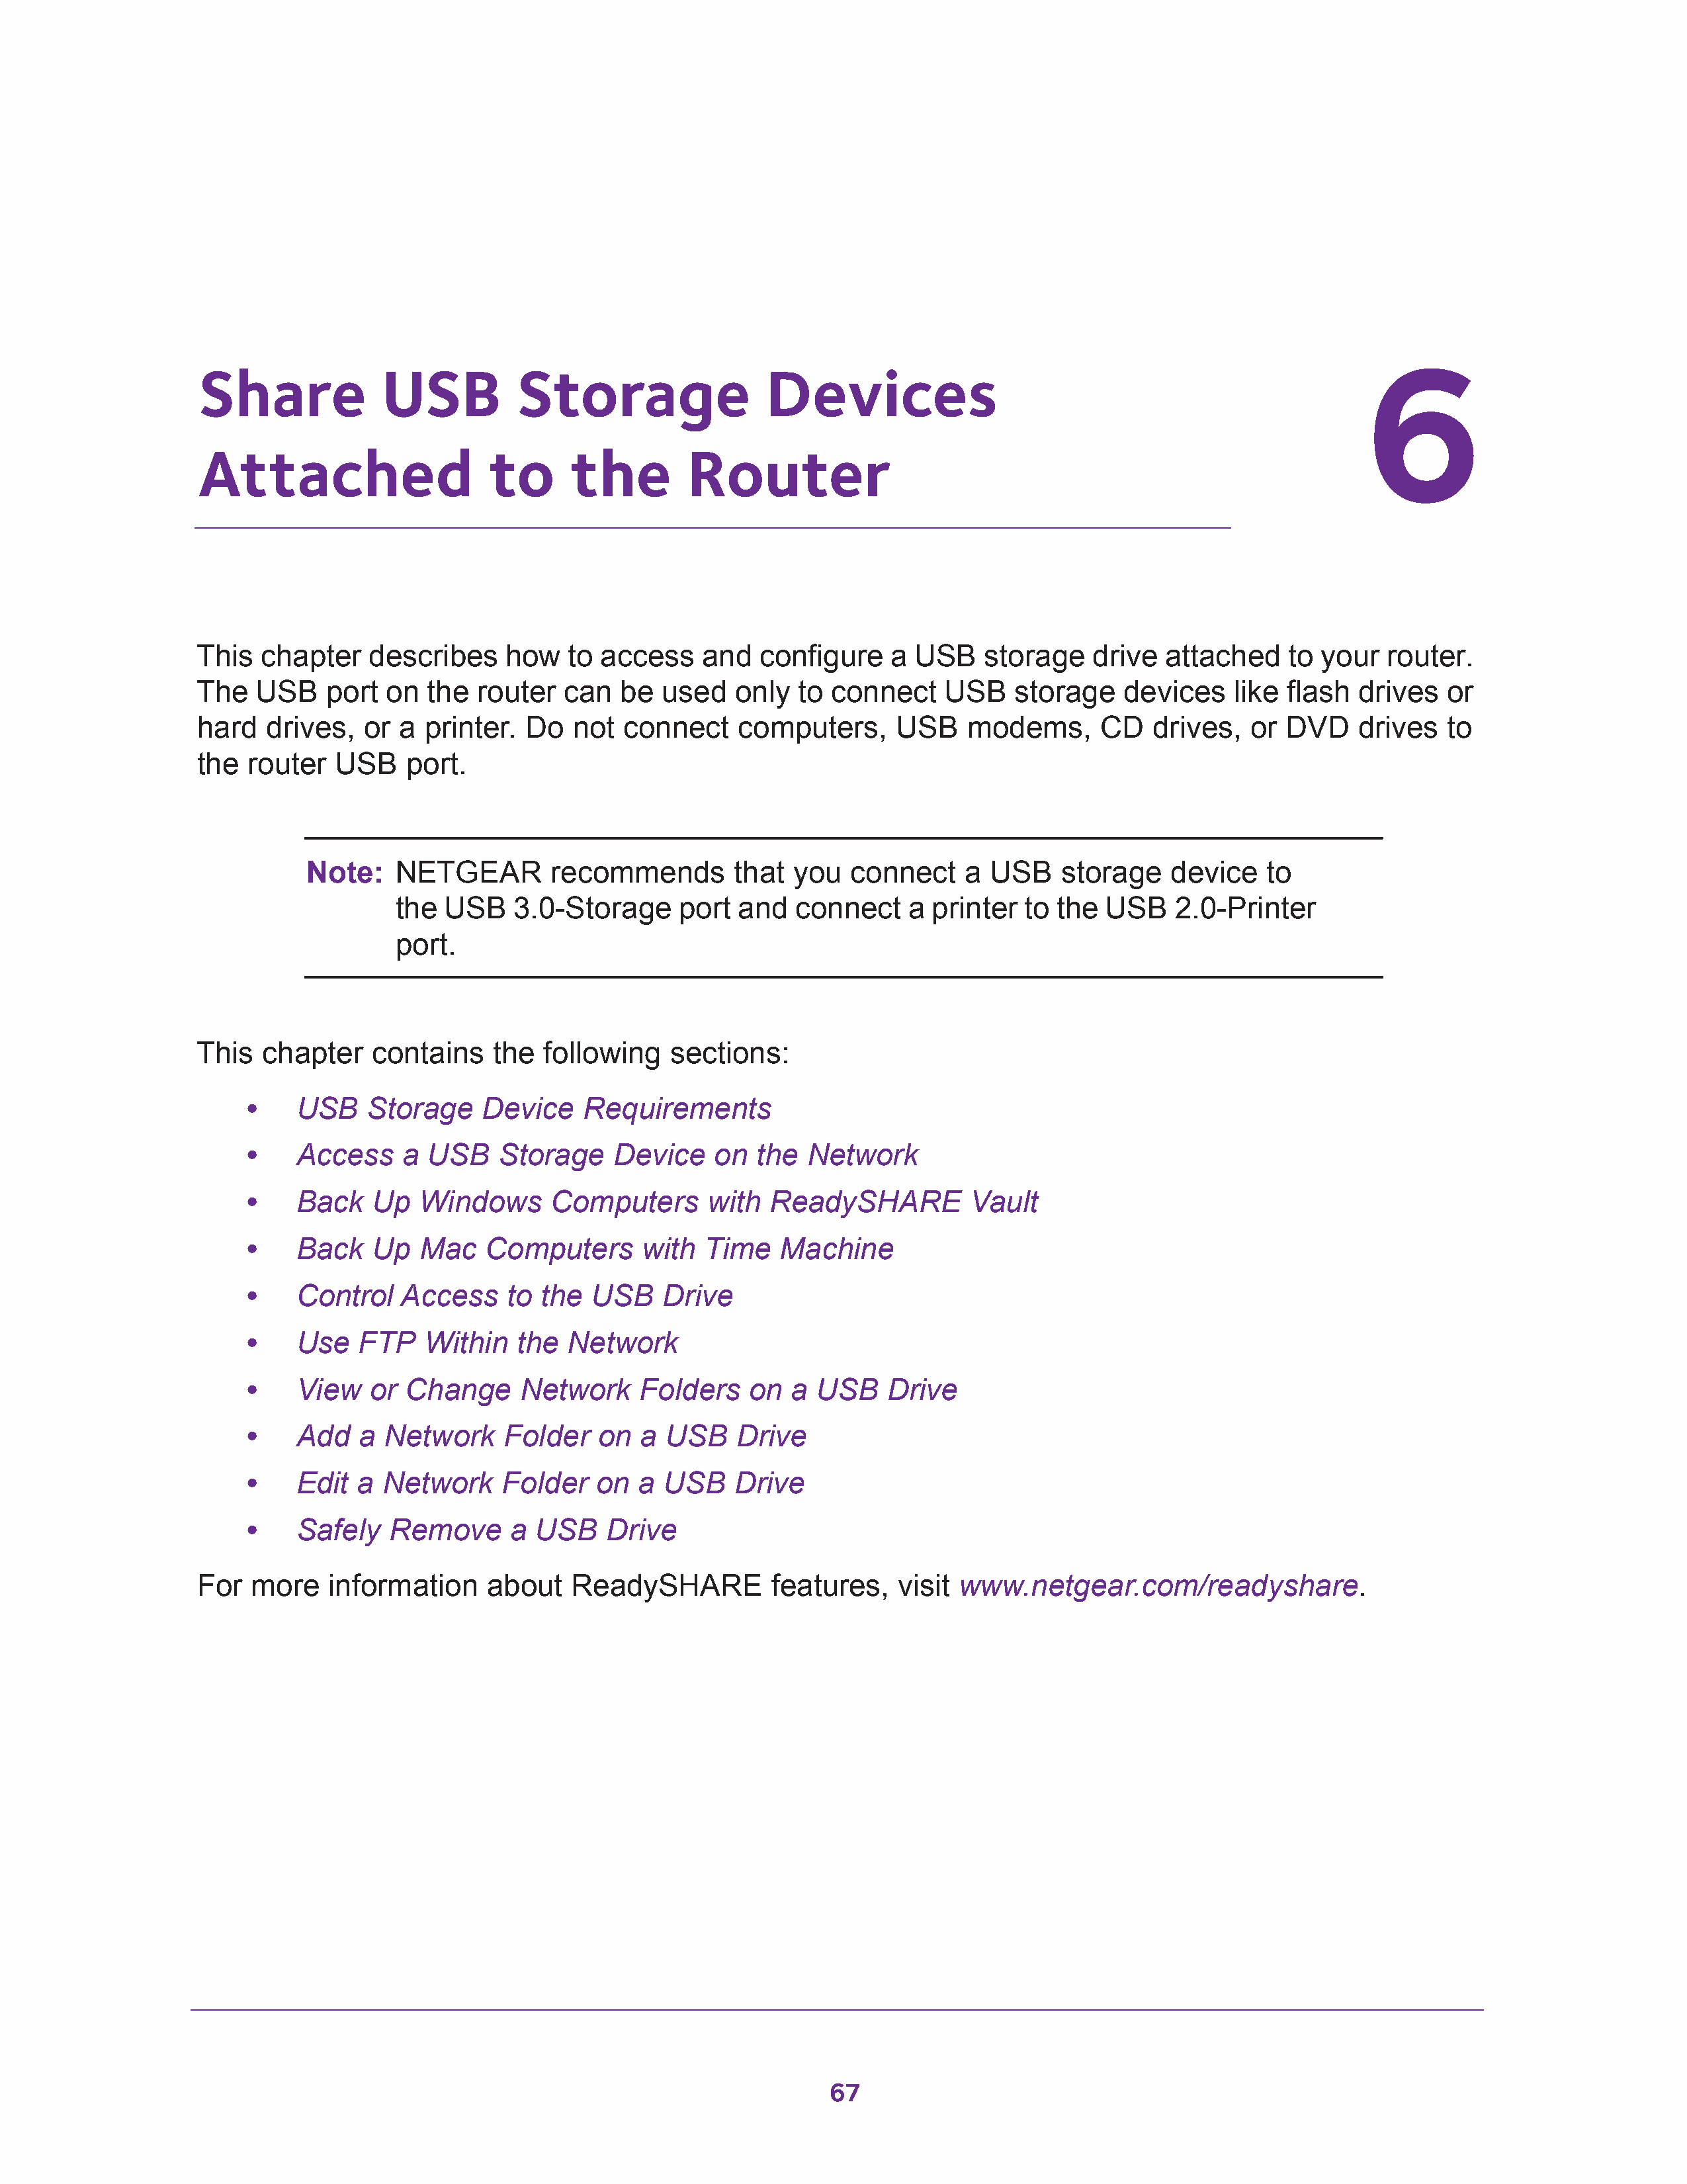 Share USB Storage Devices
Attached to the Router
6
This chapter describes how to access and configure a USB storage drive attached to your router.
The USB port on the router can be used only to connect USB storage devices like flash drives or
hard drives, or a printer. Do not connect computers, USB modems, CD drives, or DVD drives to
the router USB port.
Note: NETGEAR recommends that you connect a USB storage device to
the USB 3.0-Storage port and connect a printer to the USB 2.0-Printer
port.
This chapter contains the following sections:
• USB Storage Device Requirements
• Access a USB Storage Device on the Network
• Back Up Windows Computers with ReadySHARE Vault
• Back Up Mac Computers with Time Machine
• Control Access to the USB Drive
• Use FTP Within the Network
• View or Change Network Folders on a USB Drive
• Add a Network Folder on a USB Drive
• Edit a Network Folder on a USB Drive
• Safely Remove a USB Drive
For more information about ReadySHARE features, visit www.netgear.com/readyshare.
67